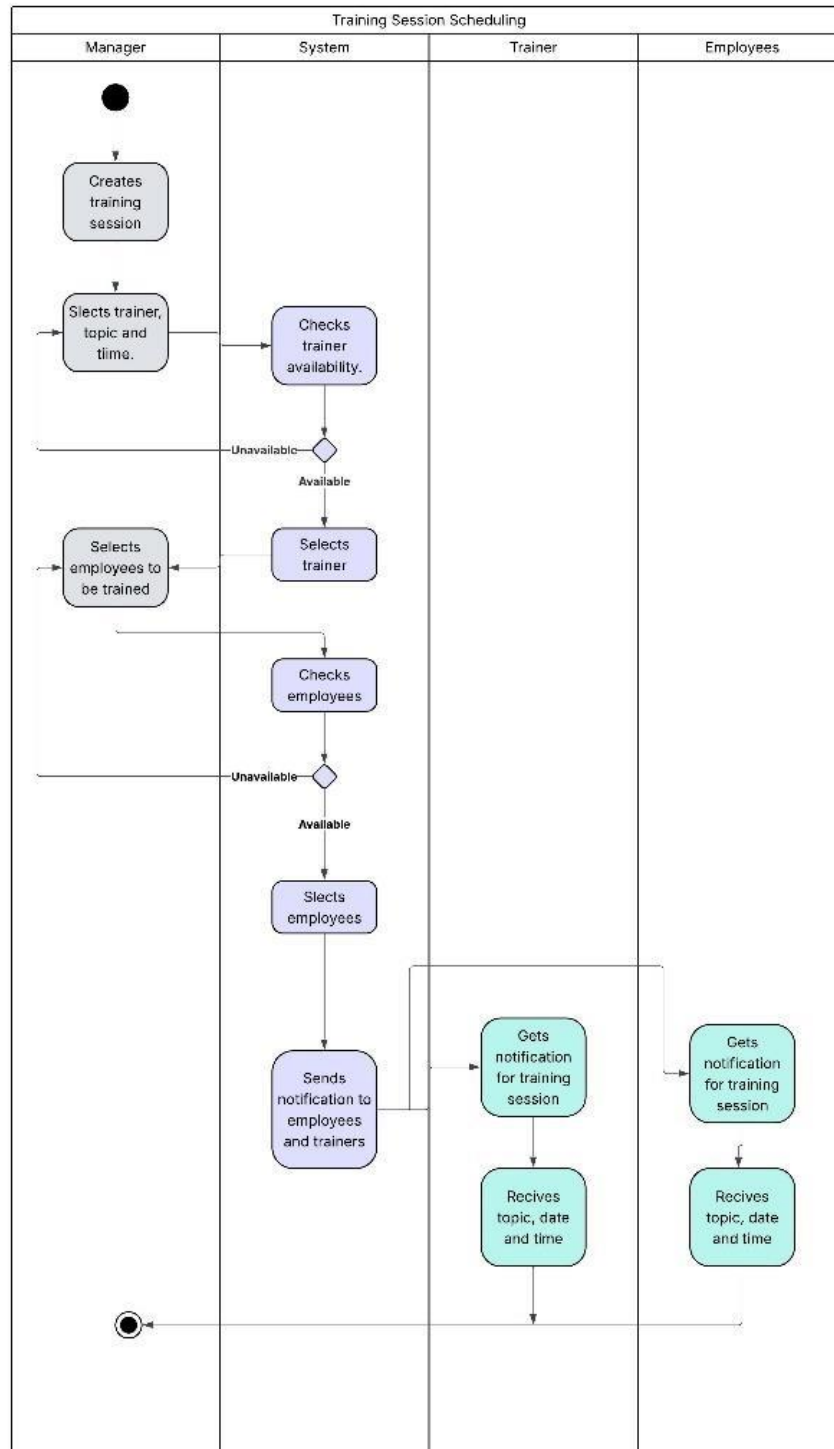 Training Session Scheduling
Manager
System
Trainer
Employees
Creates
training
session
Slects trainer,
topic and
tiime.
Checks
trainer
availability.
Unavailable
Available
Selects
employees to
be trained
Selects
trainer
Checks
employees
Unavailable
Available
Slects
employees
Sends
notification to
employees
and trainers
Gets
notification
for training
session
Gets
notification
for training
session
Recives
topic, date
and time
Recives
topic, date
and time